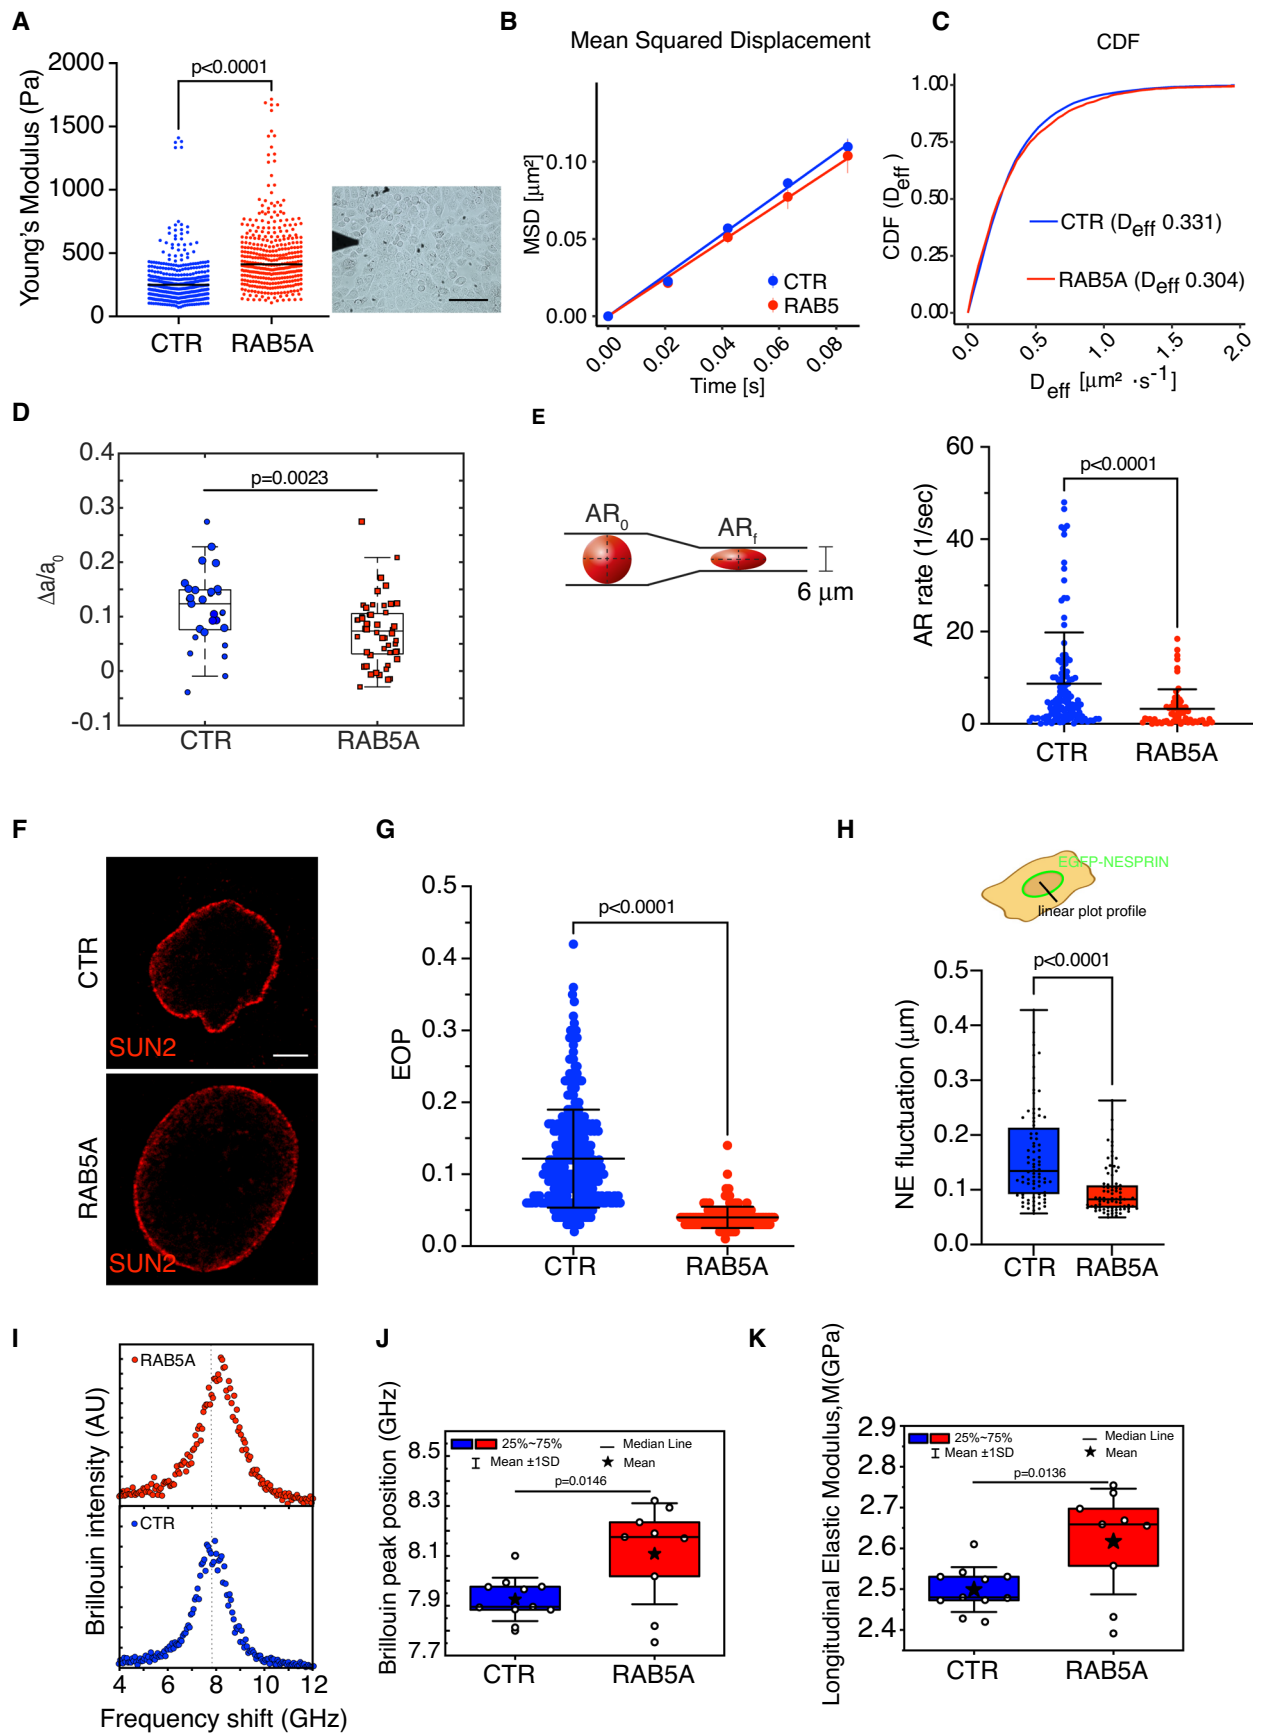 A
Young's Modulus (Pa)
2000
1500
1000
500
0
p<0.0001
CTR
RAB5A
B
Mean Squared Displacement
MSD [μm²]
0.10
0.05
0.00
CTR
RAB5
0.00
0.02
0.04
0.06
0.08
Time [s]
C
CDF
CDF (Deff)
1.00
0.75
0.50
0.25
0.00
CTR (Deff 0.331)
RAB5A (Deff 0.304)
0.0
0.5
1.0
1.5
2.0
Deff [μm² ·s-1]
D
Δa/a0
0.4
0.3
0.2
0.1
0
-0.1
p=0.0023
CTR
RAB5A
E
AR0
ARf
6 μm
AR rate (1/sec)
60
40
20
0
p<0.0001
CTR
RAB5A
F
CTR
SUN2
RAB5A
SUN2
G
EOP
0.5
0.4
0.3
0.2
0.1
0.0
p<0.0001
CTR
RAB5A
H
EGFP-NESPRIN
linear plot profile
NE fluctuation (μm)
0.5
0.4
0.3
0.2
0.1
0.0
p<0.0001
CTR
RAB5A
I
Brillouin intensity (AU)
RAB5A
CTR
4
6
8
10
12
Frequency shift (GHz)
J
Brillouin peak position (GHz)
8.5
8.3
8.1
7.9
7.7
25%~75%
Median Line
Mean ±1SD
Mean
p=0.0146
CTR
RAB5A
K
Longitudinal Elastic Modulus,M(GPa)
2.9
2.8
2.7
2.6
2.5
2.4
25%~75%
Median Line
Mean ±1SD
Mean
p=0.0136
CTR
RAB5A